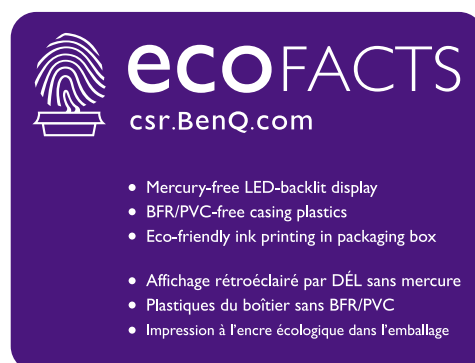 ecoFACTS
csr.BenQ.com
• Mercury-free LED-backlit display
• BFR/PVC-free casing plastics
• Eco-friendly ink printing in packaging box
• Affichage rétroéclairé par DÉL sans mercure
• Plastiques du boîtier sans BFR/PVC
• Impression à l'encre écologique dans l'emballage